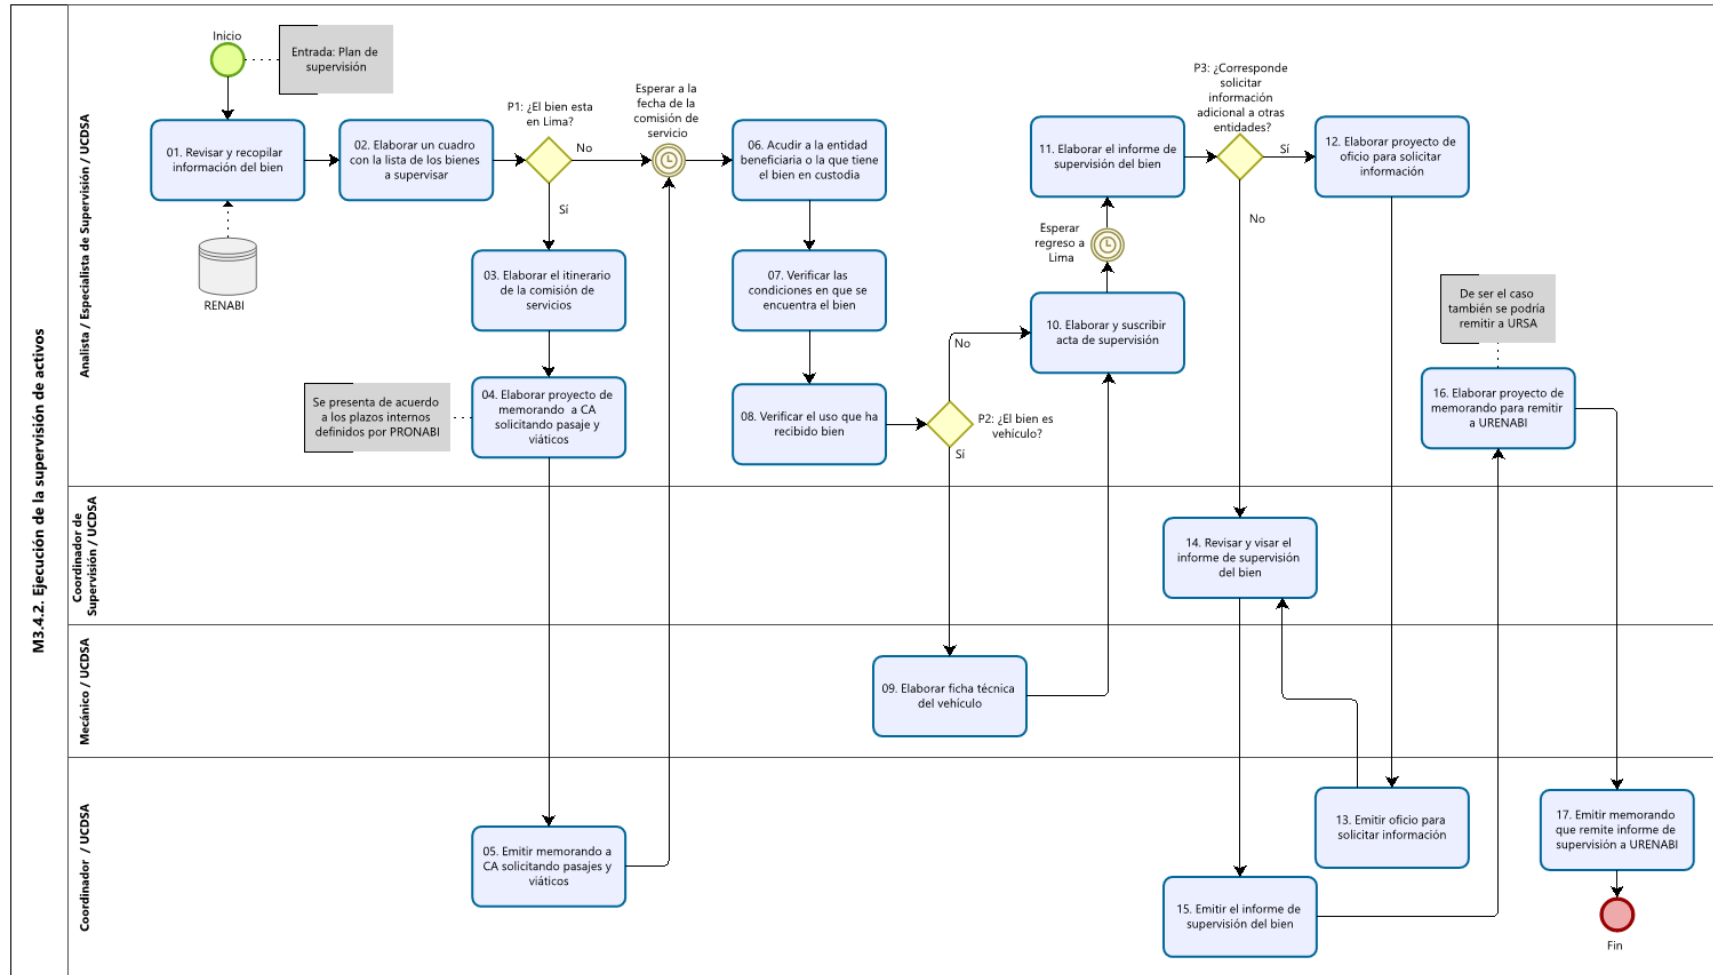 M3.4.2. Ejecución de la supervisión de activos
Analista / Especialista de Supervisión / UCDSA
Inicio
Entrada: Plan de
supervisión
01. Revisar y recopilar
información del bien
RENABI
02. Elaborar un cuadro
con la lista de los bienes
a supervisar
P1: ¿El bien esta
en Lima?
No
Sí
03. Elaborar el itinerario
de la comisión de
servicios
Se presenta de acuerdo
a los plazos internos
definidos por PRONABI
04. Elaborar proyecto de
memorando a CA
solicitando pasaje y
viáticos
Esperar a la
fecha de la
comisión de
servicio
06. Acudir a la entidad
beneficiaria o la que tiene
el bien en custodia
07. Verificar las
condiciones en que se
encuentra el bien
08. Verificar el uso que ha
recibido bien
P2: ¿El bien es
vehículo?
No
Sí
10. Elaborar y suscribir
acta de supervisión
Esperar
regreso a
Lima
11. Elaborar el informe de
supervisión del bien
P3: ¿Corresponde
solicitar
información
adicional a otras
entidades?
Sí
No
12. Elaborar proyecto de
oficio para solicitar
información
De ser el caso
también se podría
remitir a URSA
16. Elaborar proyecto de
memorando para remitir
a URENABI
Coordinador de
Supervisión / UCDSA
14. Revisar y visar el
informe de supervisión
del bien
Mecánico / UCDSA
09. Elaborar ficha técnica
del vehículo
Coordinador / UCDSA
05. Emitir memorando a
CA solicitando pasajes y
viáticos
13. Emitir oficio para
solicitar información
15. Emitir el informe de
supervisión del bien
17. Emitir memorando
que remite informe de
supervisión a URENABI
Fin